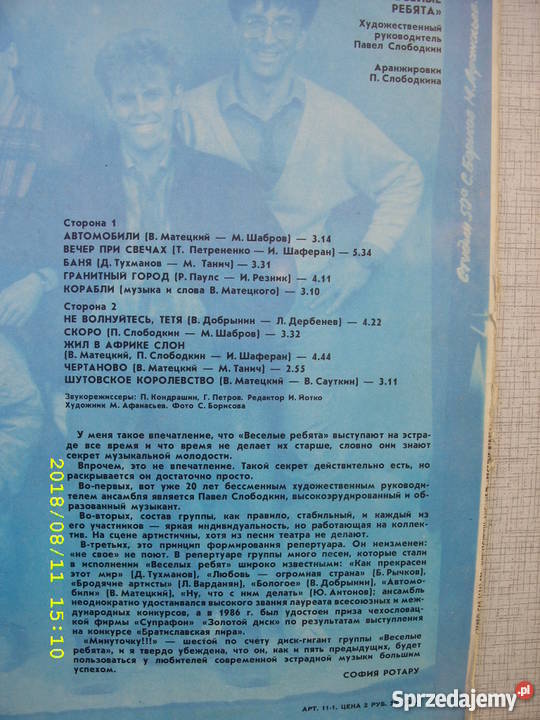 РЕБЯТА»
Художественный
руководитель
Павел Слободкин
Аранжировки
П. Слободкина
Сторона 1
АВТОМОБИЛИ (В. Матецкий — М. Шабров) — 3.14
ВЕЧЕР ПРИ СВЕЧАХ (Т. Петрененко — И. Шаферан) — 5.34
БАНЯ (Д. Тухманов — М. Танич) — 3.31
ГРАНИТНЫЙ ГОРОД (Р. Паулс — И. Резник) — 4.11
КОРАБЛИ (музыка и слова В. Матецкого) — 3.10
Сторона 2
НЕ ВОЛНУЙТЕСЬ, ТЕТЯ (В. Добрынин — Л. Дербенев) — 4.22
СКОРО (П. Слободкин — М. Шабров) — 3.32
ЖИЛ В АФРИКЕ СЛОН
(В. Матецкий, П. Слободкин — И. Шаферан) — 4.44
ЧЕРТАНОВО (В. Матецкий — М. Танич) — 2.55
ШУТОВСКОЕ КОРОЛЕВСТВО (В. Матецкий — В. Сауткин) — 3.11
Звукорежиссеры: П. Кондрашин, Г. Петров. Редактор И. Йотко
Художник М. Афанасьев. Фото С. Борисова
У меня такое впечатление, что «Веселые ребята» выступают на эстра-
де все время и что время не делает их старше, словно они знают
секрет музыкальной молодости.
Впрочем, это не впечатление. Такой секрет действительно есть, но
раскрывается он достаточно просто.
Во-первых, вот уже 20 лет бессменным художественным руководи-
телем ансамбля является Павел Слободкин, высокоэрудированный и об-
разованный музыкант.
Во-вторых, состав группы, как правило, стабильный, и каждый из
его участников — яркая индивидуальность, но работающая на коллек-
тив. На сцене артистичны, хотя из песни театра не делают.
В-третьих, это принцип формирования репертуара. Он неизменен:
«не свое» не поют. В репертуаре группы много песен, которые стали
в исполнении «Веселых ребят» широко известными: «Как прекрасен
этот мир» (Д. Тухманов), «Любовь — огромная страна» (Б. Рычков),
«Бродячие артисты» (Л. Варданян), «Бологое» (В. Добрынин), «Автомо-
били» (В. Матецкий), «Ну, что с ним делать» (Ю. Антонов); ансамбль
неоднократно удостаивался высокого звания лауреата всесоюзных и меж-
дународных конкурсов, а в 1986 г. был удостоен приза чехословац-
кой фирмы «Супрафон» «Золотой диск» по результатам выступления
на конкурсе «Братиславская лира».
«Минуточку!!!» — шестой по счету диск-гигант группы «Веселые
ребята», и я твердо убеждена, что он, как и пять предыдущих, будет
пользоваться у любителей современной эстрадной музыки большим
успехом.
СОФИЯ РОТАРУ
АРТ. 11-1. ЦЕНА 2 РУБ.
2018/08/11 15:10
Sprzedajemy.pl